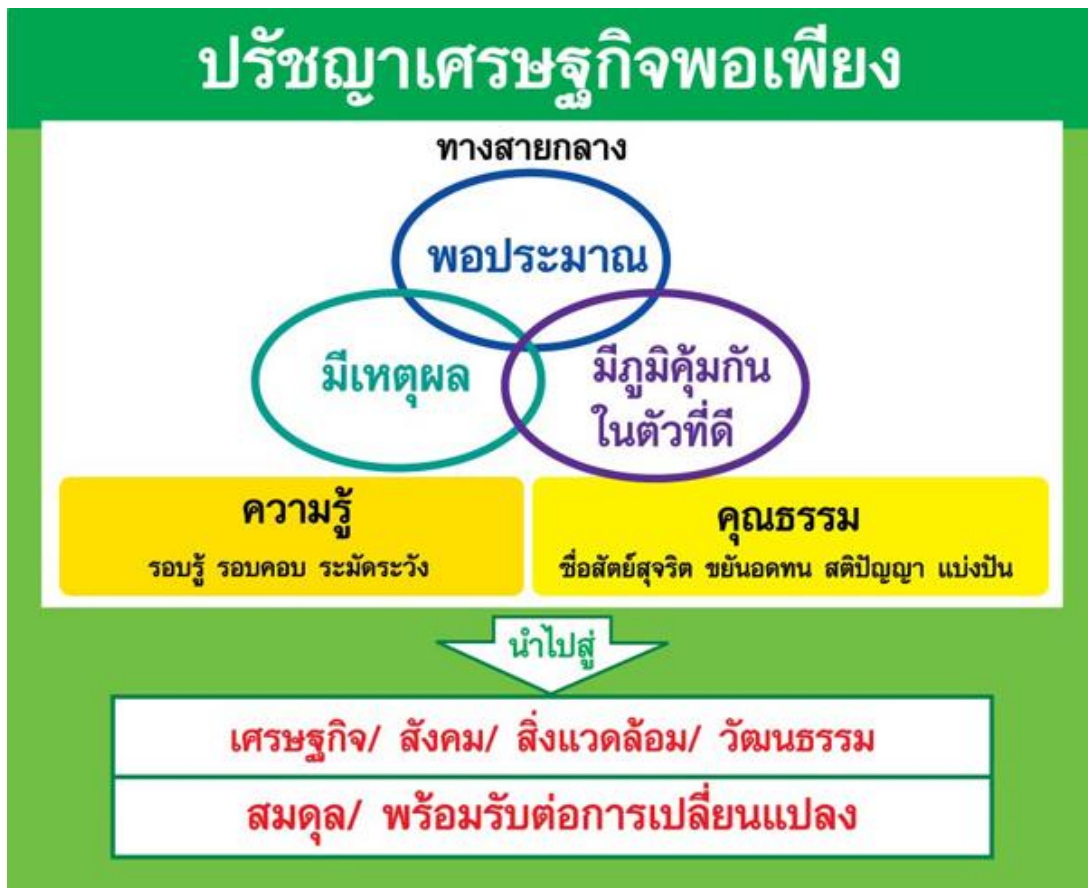 ปรัชญาเศรษฐกิจพอเพียง
ทางสายกลาง
พอประมาณ
มีเหตุผล
มีภูมิคุ้มกัน
ในตัวที่ดี
ความรู้
รอบรู้ รอบคอบ ระมัดระวัง
คุณธรรม
ซื่อสัตย์สุจริต ขยันอดทน สติปัญญา แบ่งปัน
นำไปสู่
เศรษฐกิจ/ สังคม/ สิ่งแวดล้อม/ วัฒนธรรม
สมดุล/ พร้อมรับต่อการเปลี่ยนแปลง